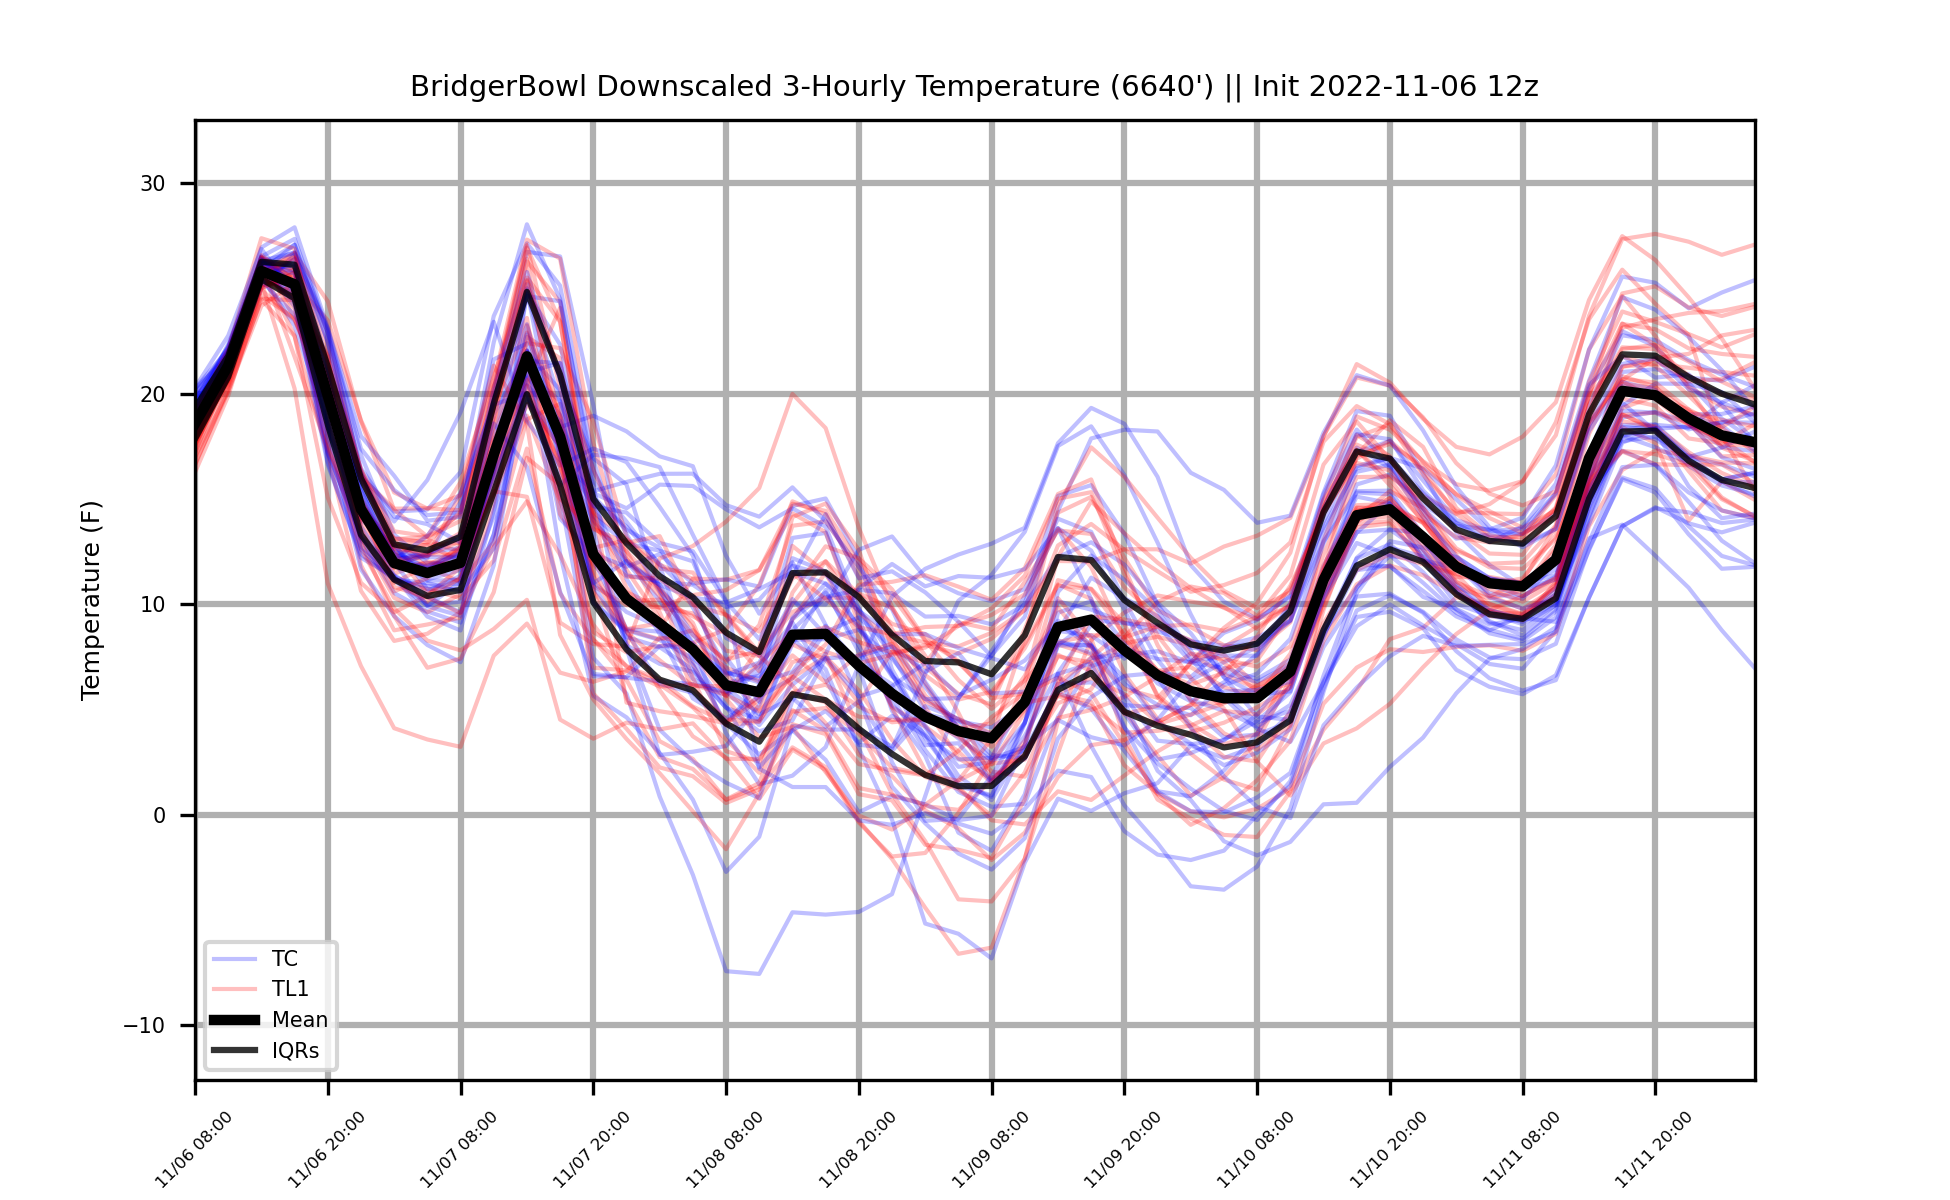 BridgerBowl Downscaled 3-Hourly Temperature (6640') || Init 2022-11-06 12z
Temperature (F)
30
20
10
0
−10
TC
TL1
Mean
IQRs
11/06 08:00
11/06 20:00
11/07 08:00
11/07 20:00
11/08 08:00
11/08 20:00
11/09 08:00
11/09 20:00
11/10 08:00
11/10 20:00
11/11 08:00
11/11 20:00